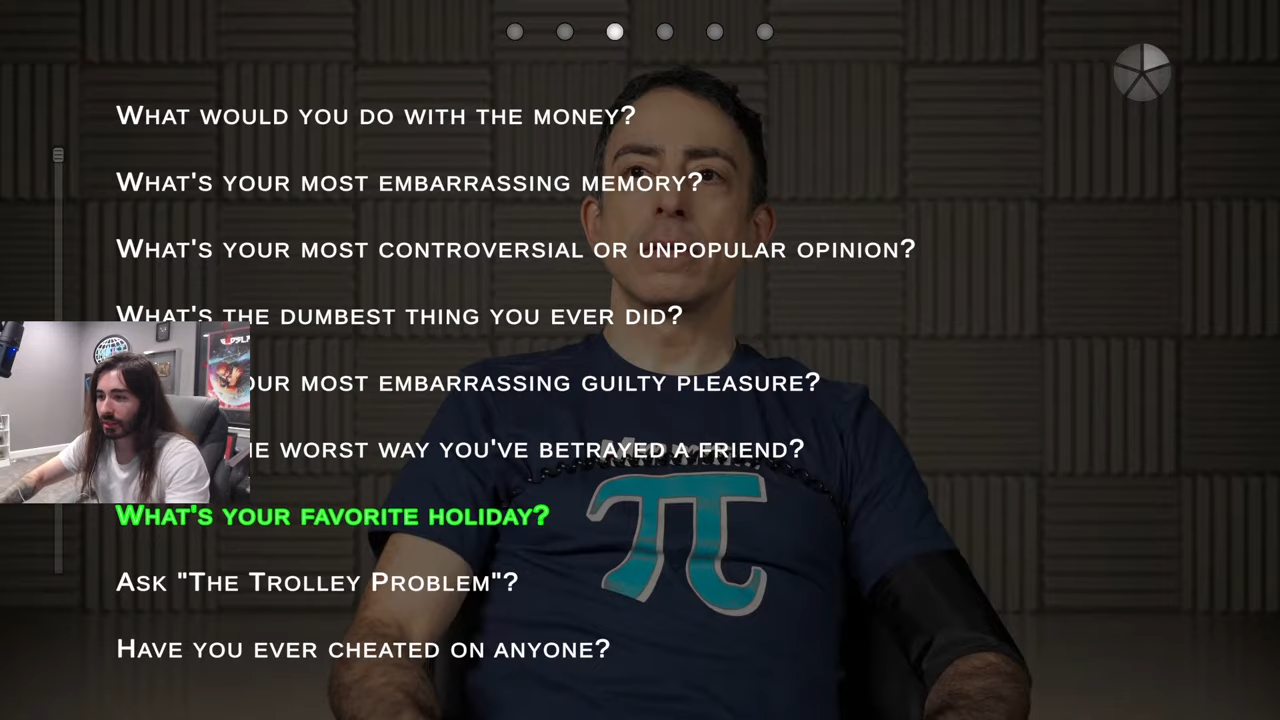 What would you do with the money?
What's your most embarrassing memory?
What's your most controversial or unpopular opinion?
What's the dumbest thing you ever did?
our most embarrassing guilty pleasure?
e worst way you've betrayed a friend?
What's your favorite holiday?
π
Ask "The Trolley Problem"?
Have you ever cheated on anyone?